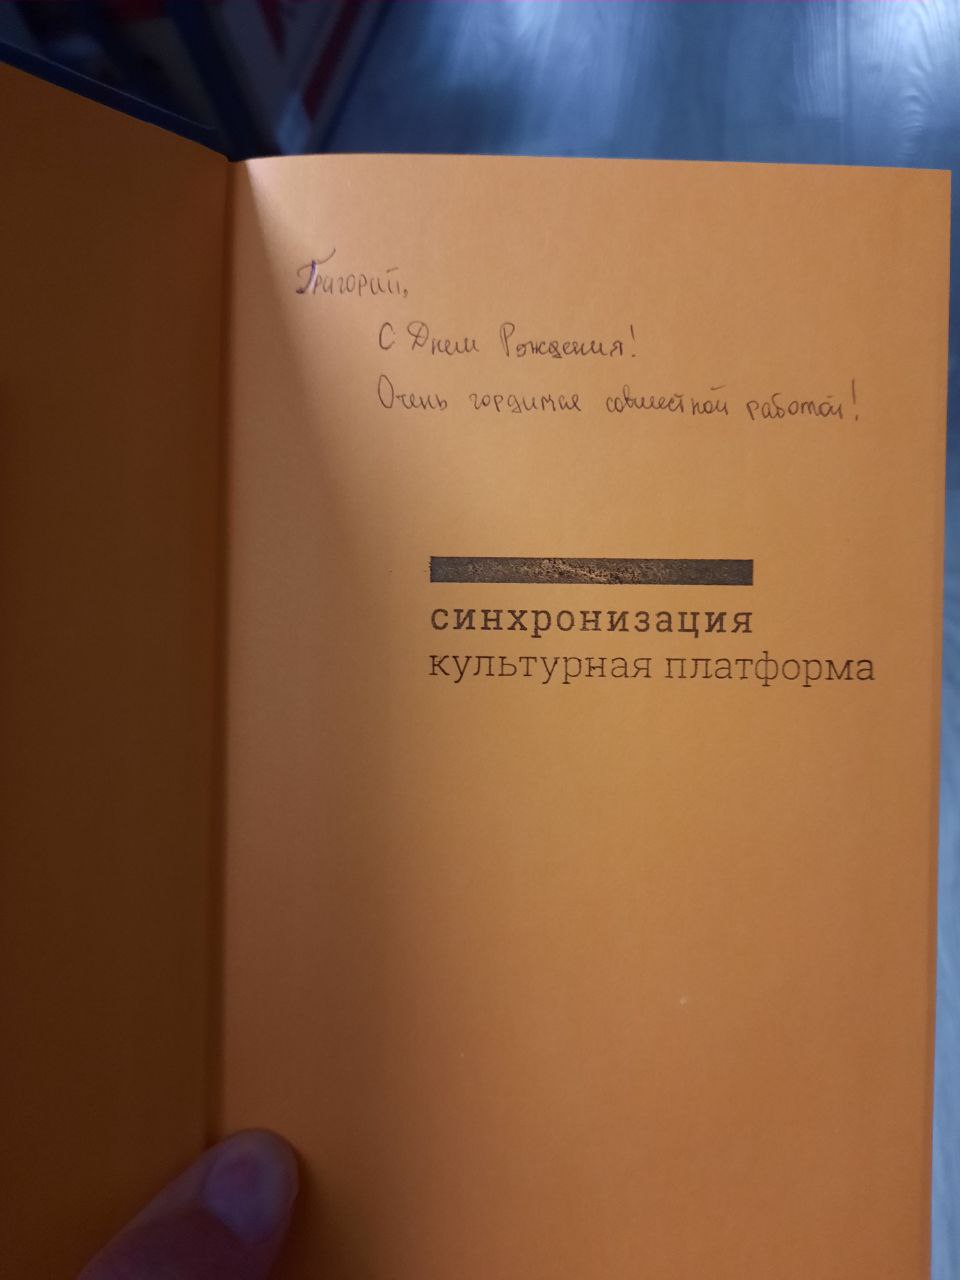 Григорий,
С Днем Рождения!
Очень гордимся совместной работой!
синхронизация
культурная платформа